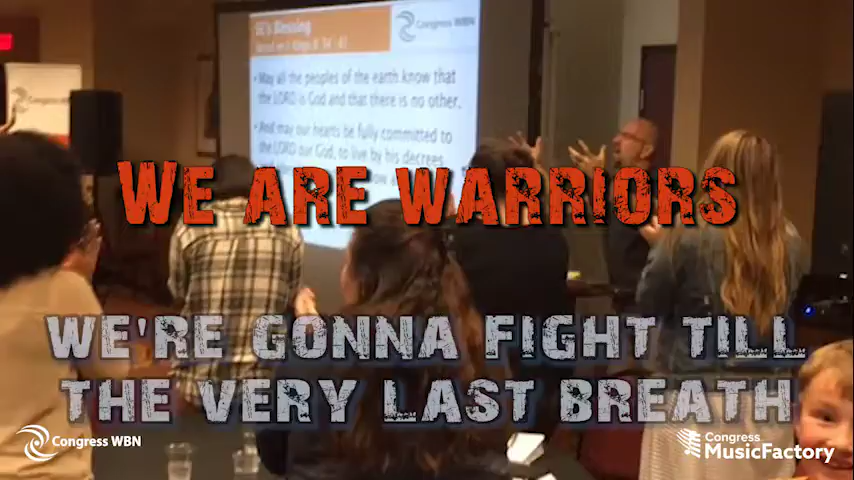 SE's Blessing
Congress WBN
May all the peoples of the earth know that
the LORD is God and that there is no other.
And may our hearts be fully committed to
the LORD our God, to live by his decrees
Congress WBN
WE ARE WARRIORS
WE'RE GONNA FIGHT TILL
THE VERY LAST BREATH
Congress WBN
Congress
MusicFactory